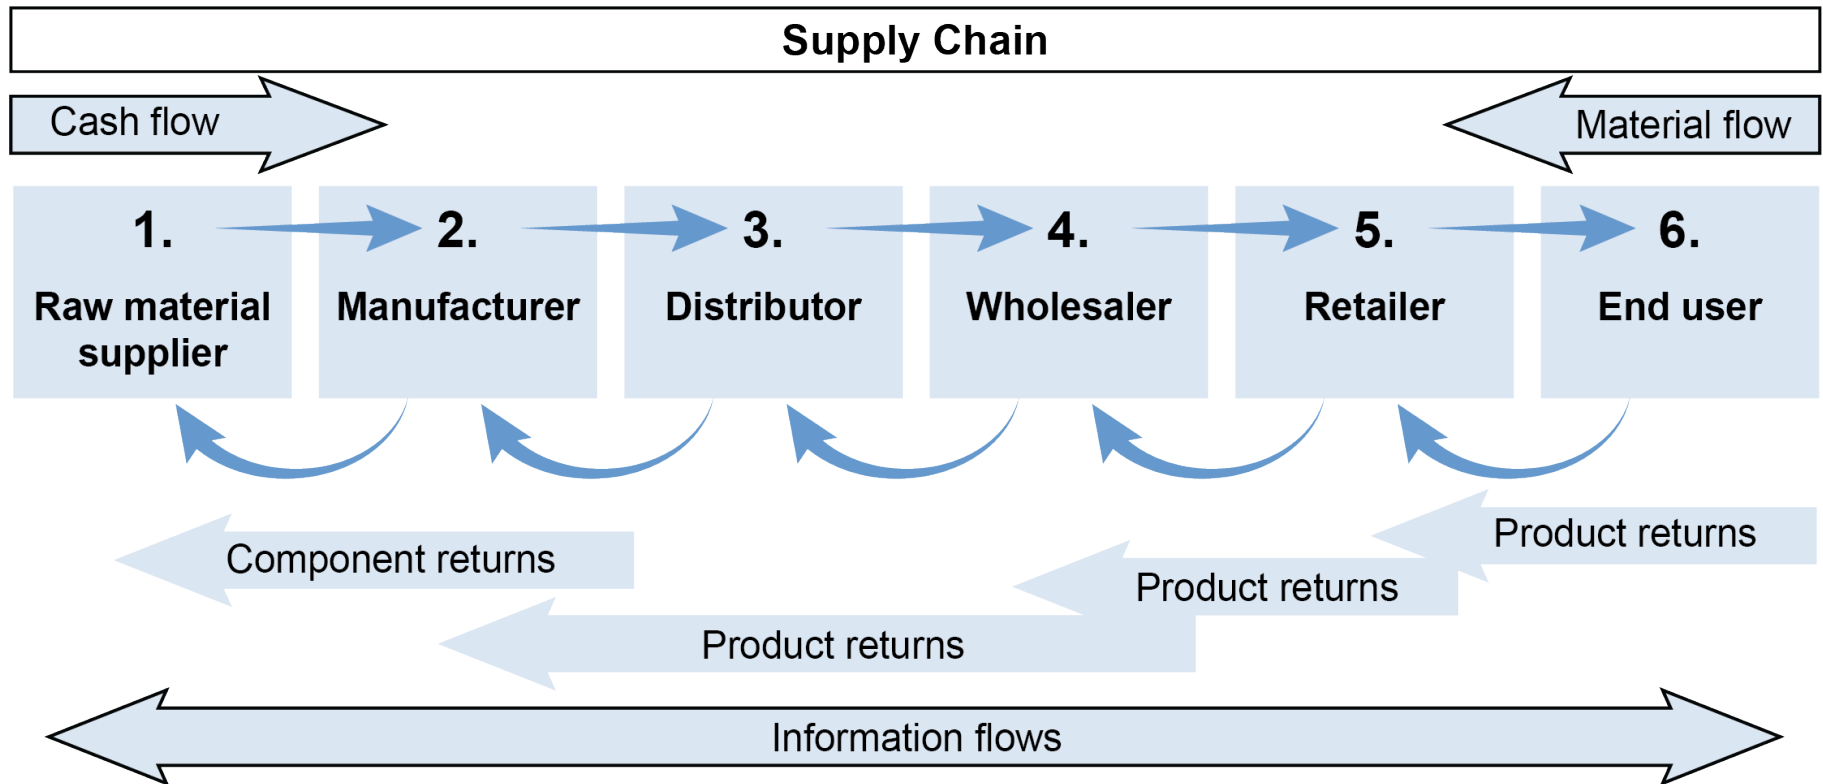 Supply Chain
Cash flow
Material flow
1.
2.
3.
4.
5.
6.
Raw material
supplier
Manufacturer
Distributor
Wholesaler
Retailer
End user
Product returns
Component returns
Product returns
Product returns
Information flows